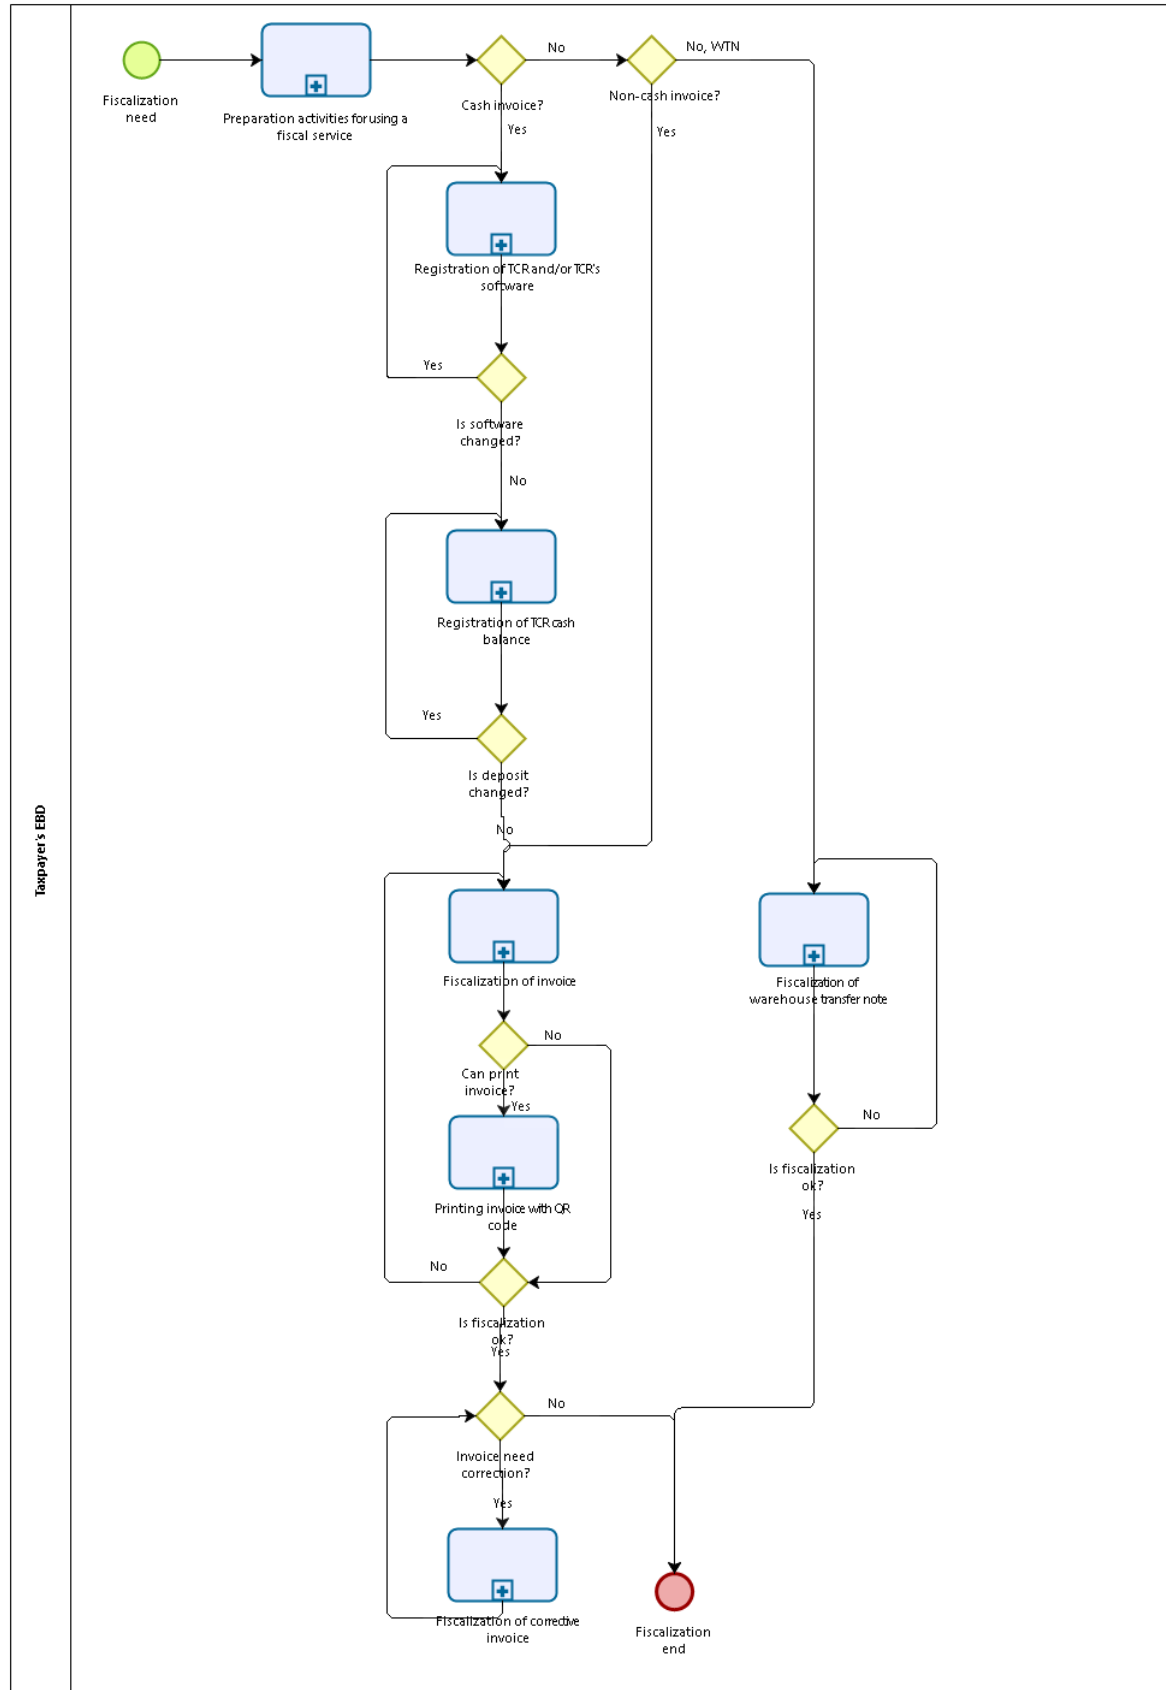 Taxpayer's EBD
Fiscalization
need
Preparation activities for using a
fiscal service
Cash invoice?
No
Non-cash invoice?
No, WTN
Yes
Yes
Registration of TCR and/or TCR's
software
Yes
Is software
changed?
No
Registration of TCR cash
balance
Yes
Is deposit
changed?
No
Fiscalization of invoice
Fiscalization of
warehouse transfer note
No
Can print
invoice?
Yes
No
Is fiscalization
ok?
Yes
Printing invoice with QR
code
No
Is fiscalization
ok?
Yes
No
Invoice need
correction?
Yes
Fiscalization of corrective
invoice
Fiscalization
end